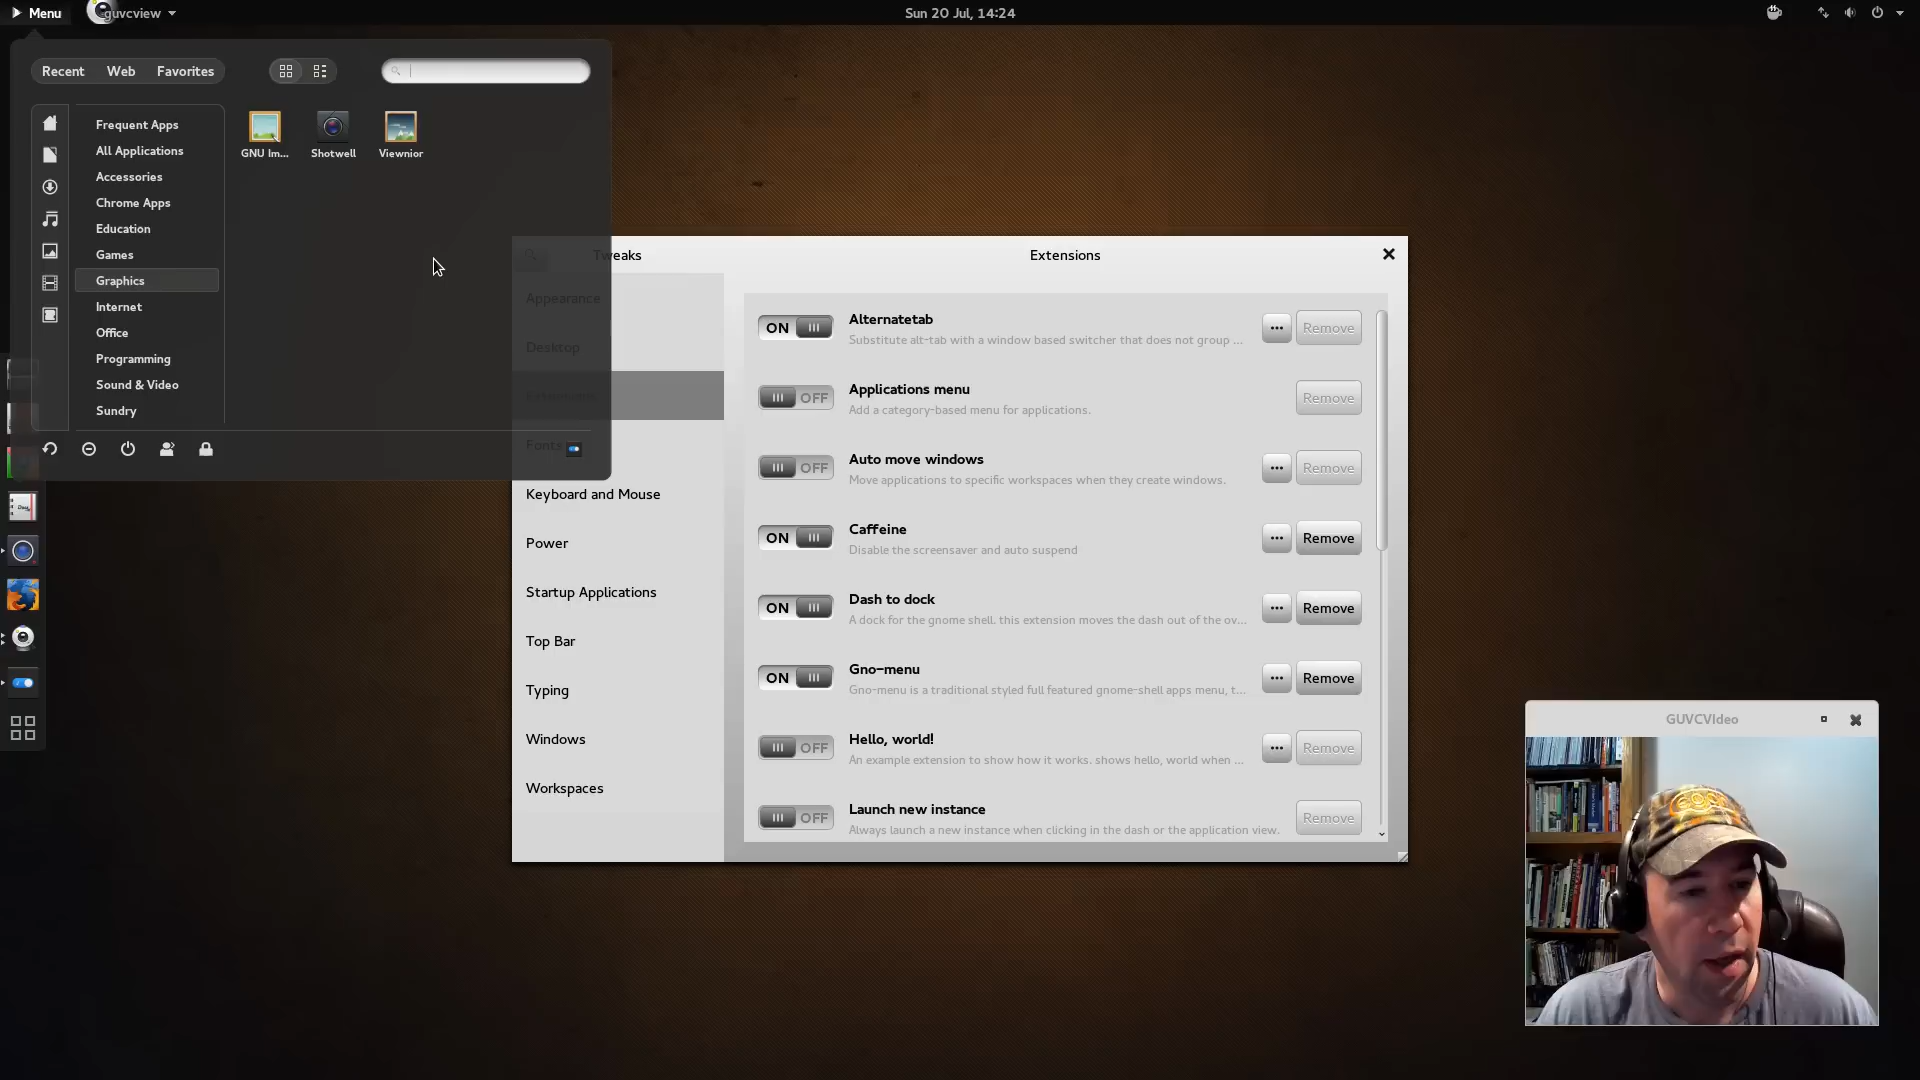 Menu
guvcview
Sun 20 Jul, 14:24
Recent
Web
Favorites
Frequent Apps
All Applications
Accessories
Chrome Apps
Education
Games
Graphics
Internet
Office
Programming
Sound & Video
Sundry
GNU Im...
Shotwell
Viewnior
Tweaks
Appearance
Desktop
Extensions
Fonts
Keyboard and Mouse
Power
Startup Applications
Top Bar
Typing
Windows
Workspaces
Extensions
ON
Alternatetab
Substitute alt-tab with a window based switcher that does not group ...
Remove
OFF
Applications menu
Add a category-based menu for applications.
Remove
OFF
Auto move windows
Move applications to specific workspaces when they create windows.
Remove
ON
Caffeine
Disable the screensaver and auto suspend
Remove
ON
Dash to dock
A dock for the gnome shell. this extension moves the dash out of the ov...
Remove
ON
Gno-menu
Gno-menu is a traditional styled full featured gnome-shell apps menu, t...
Remove
OFF
Hello, world!
An example extension to show how it works. shows hello, world when ...
Remove
OFF
Launch new instance
Always launch a new instance when clicking in the dash or the application view.
Remove
GUVCVideo